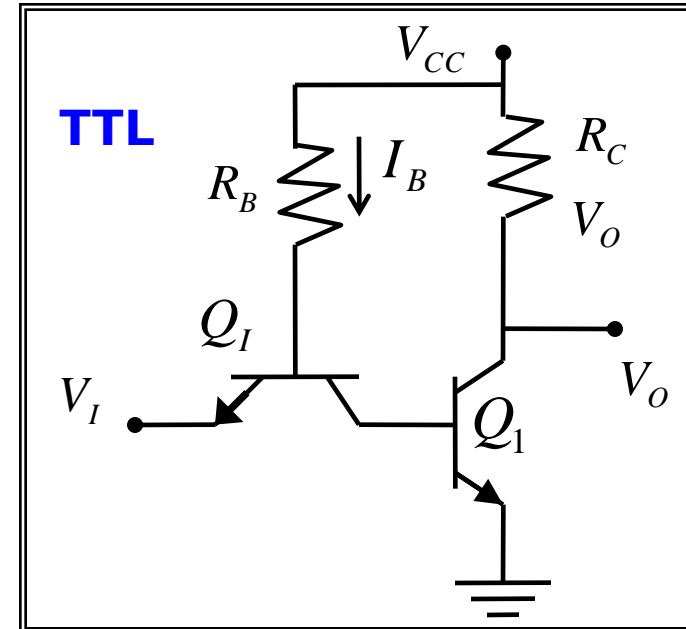 V_CC
TTL
R_C
I_B
R_B
V_O
Q_I
V_I
V_O
Q_1